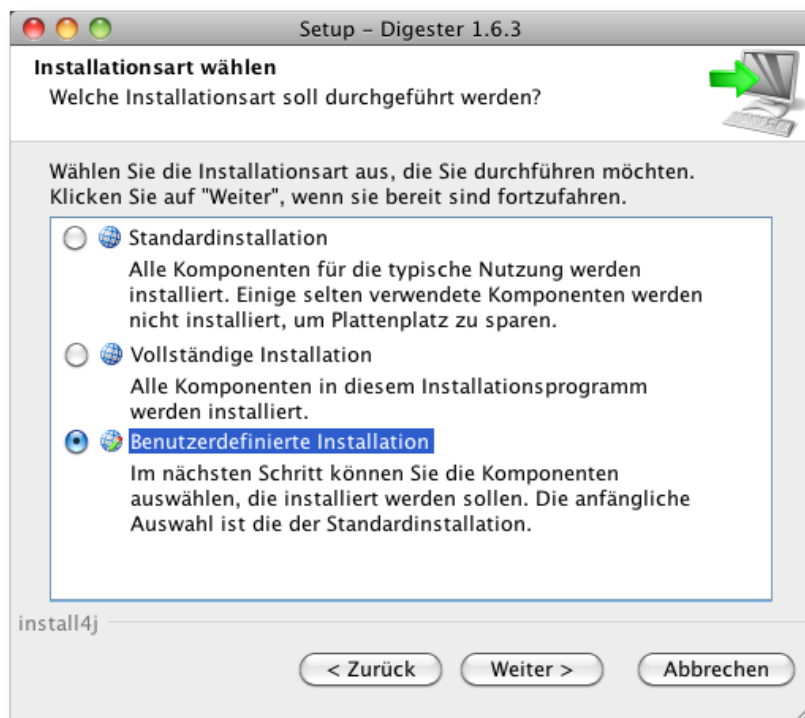 Setup – Digester 1.6.3
Installationsart wählen
Welche Installationsart soll durchgeführt werden?
Wählen Sie die Installationsart aus, die Sie durchführen möchten.
Klicken Sie auf "Weiter", wenn sie bereit sind fortzufahren.
Standardinstallation
Alle Komponenten für die typische Nutzung werden
installiert. Einige selten verwendete Komponenten werden
nicht installiert, um Plattenplatz zu sparen.
Vollständige Installation
Alle Komponenten in diesem Installationsprogramm
werden installiert.
Benutzerdefinierte Installation
Im nächsten Schritt können Sie die Komponenten
auswählen, die installiert werden sollen. Die anfängliche
Auswahl ist die der Standardinstallation.
install4j
< Zurück
Weiter >
Abbrechen